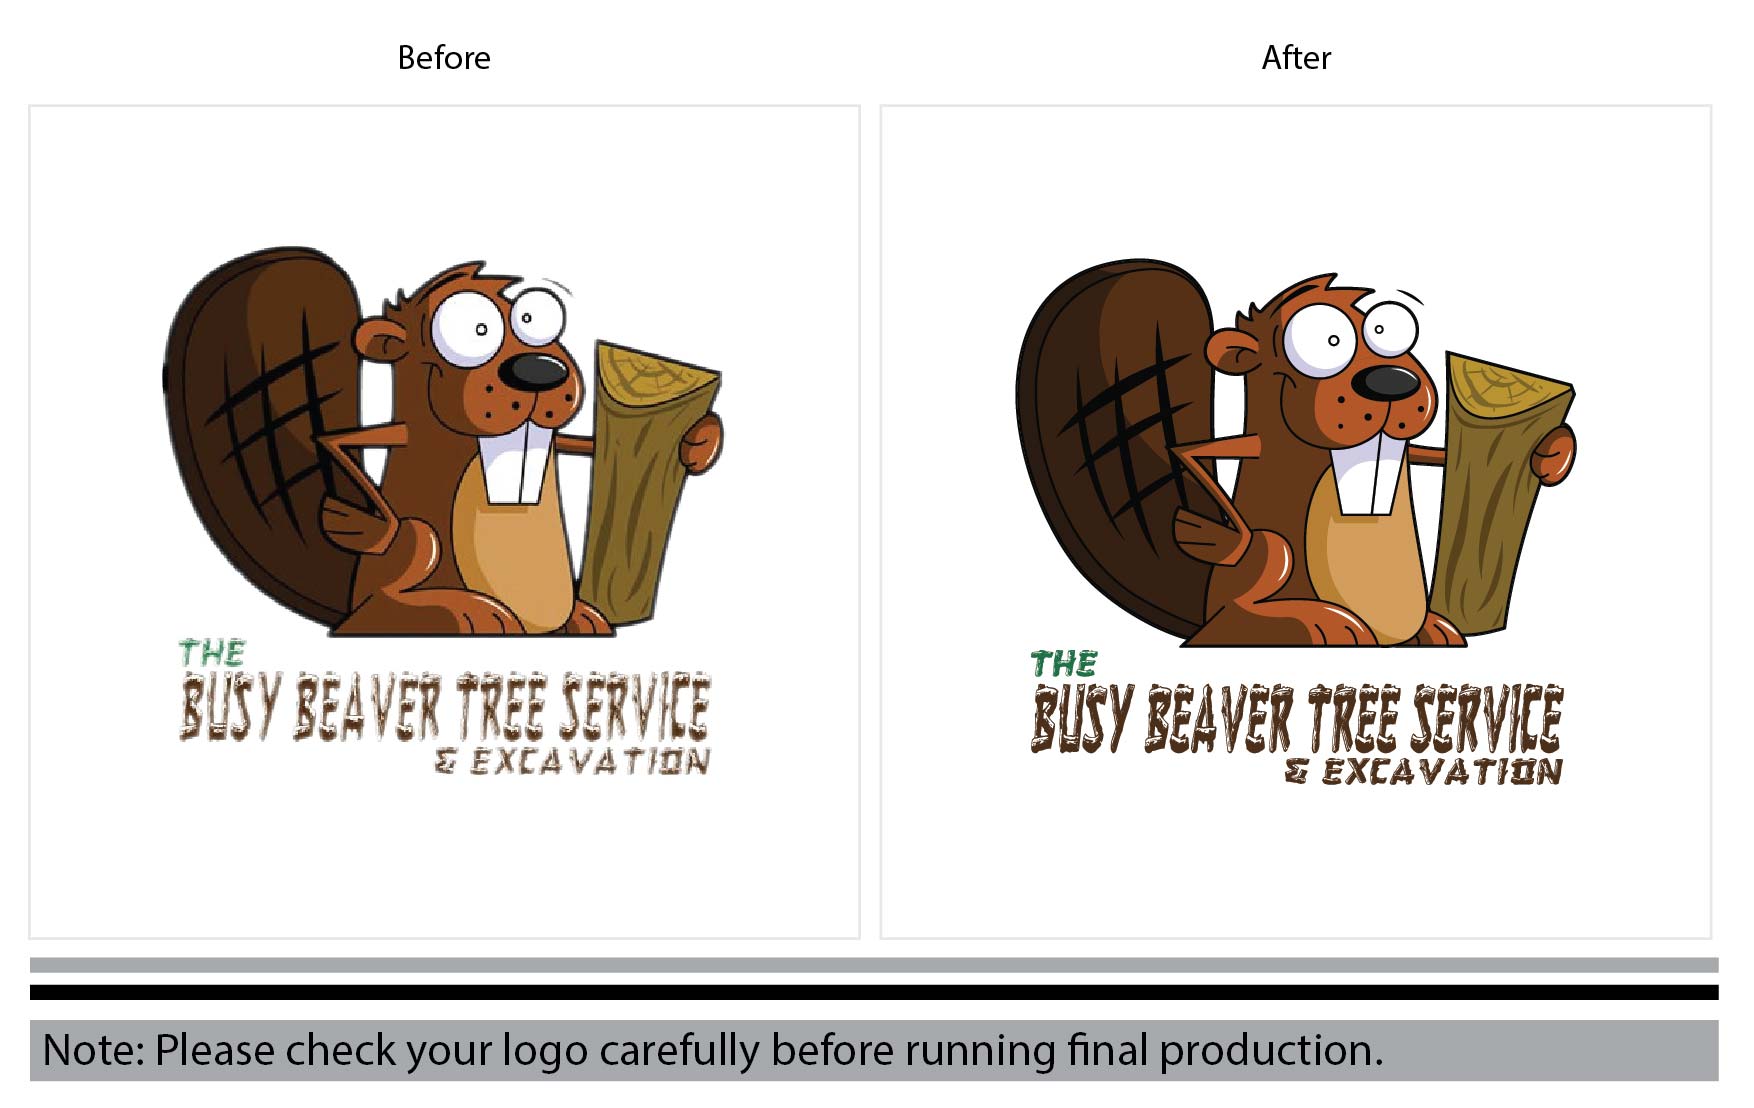 Before
After
THE
BUSY BEAVER TREE SERVICE
& EXCAVATION
THE
BUSY BEAVER TREE SERVICE
& EXCAVATION
Note: Please check your logo carefully before running final production.